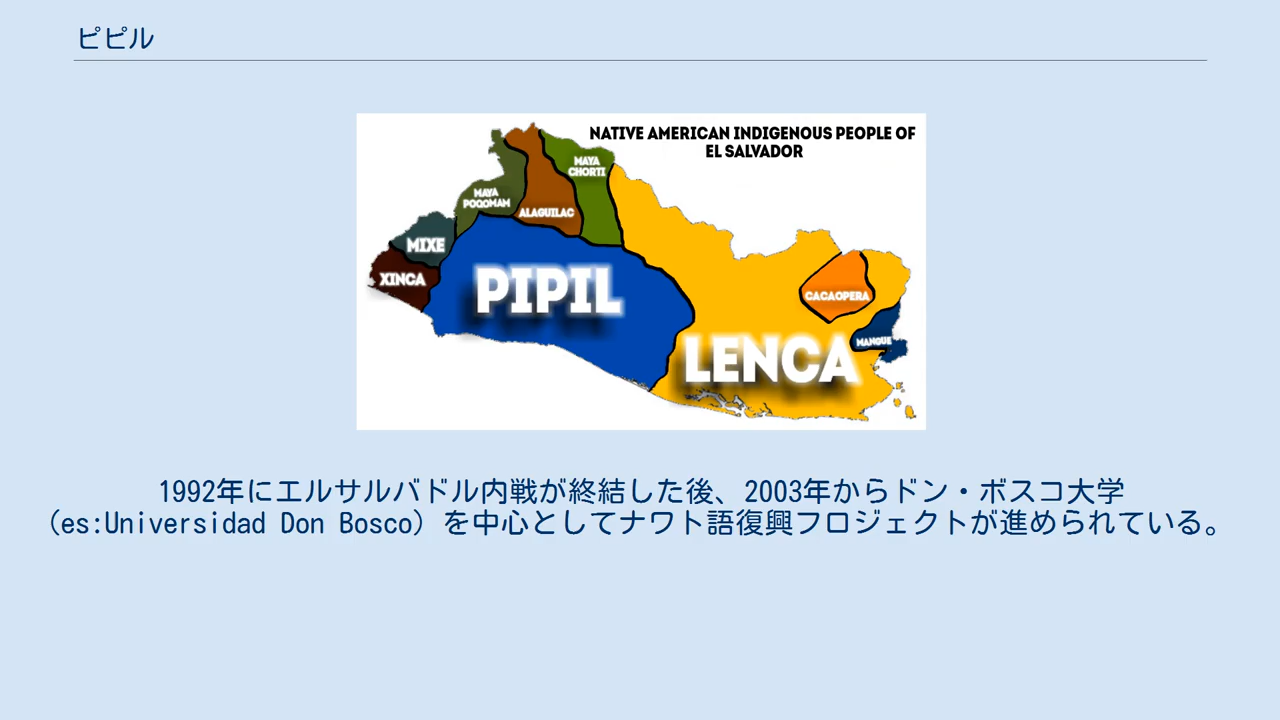 ピピル
NATIVE AMERICAN INDIGENOUS PEOPLE OF
EL SALVADOR
MAYA
CHORTI
MAYA
POQOMAM
ALAGUILAC
MIXE
XINCA
PIPIL
CACAOPERA
MANGUE
LENCA
1992年にエルサルバドル内戦が終結した後、2003年からドン・ボスコ大学
（es:Universidad Don Bosco）を中心としてナワト語復興フロジェクトが進められている。